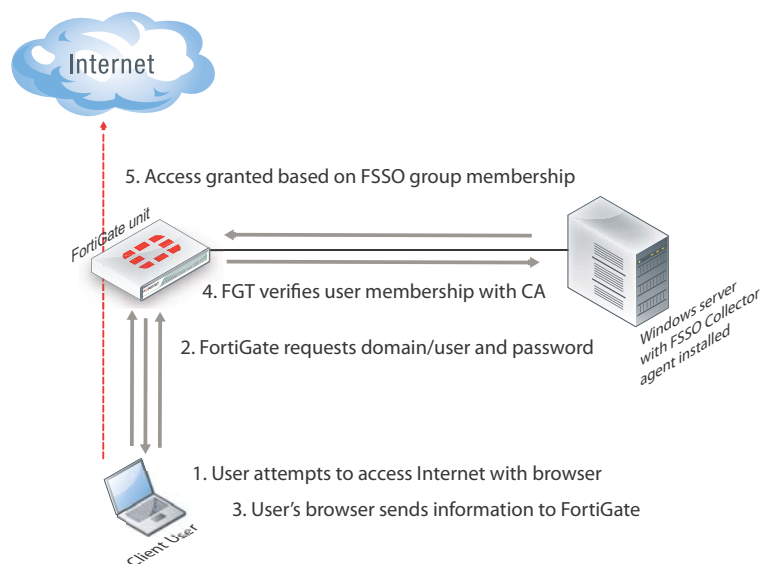 Internet
5. Access granted based on FSSO group membership
FortiGate unit
4. FGT verifies user membership with CA
Windows server
with FSSO Collector
agent installed
2. FortiGate requests domain/user and password
1. User attempts to access Internet with browser
3. User's browser sends information to FortiGate
Client User